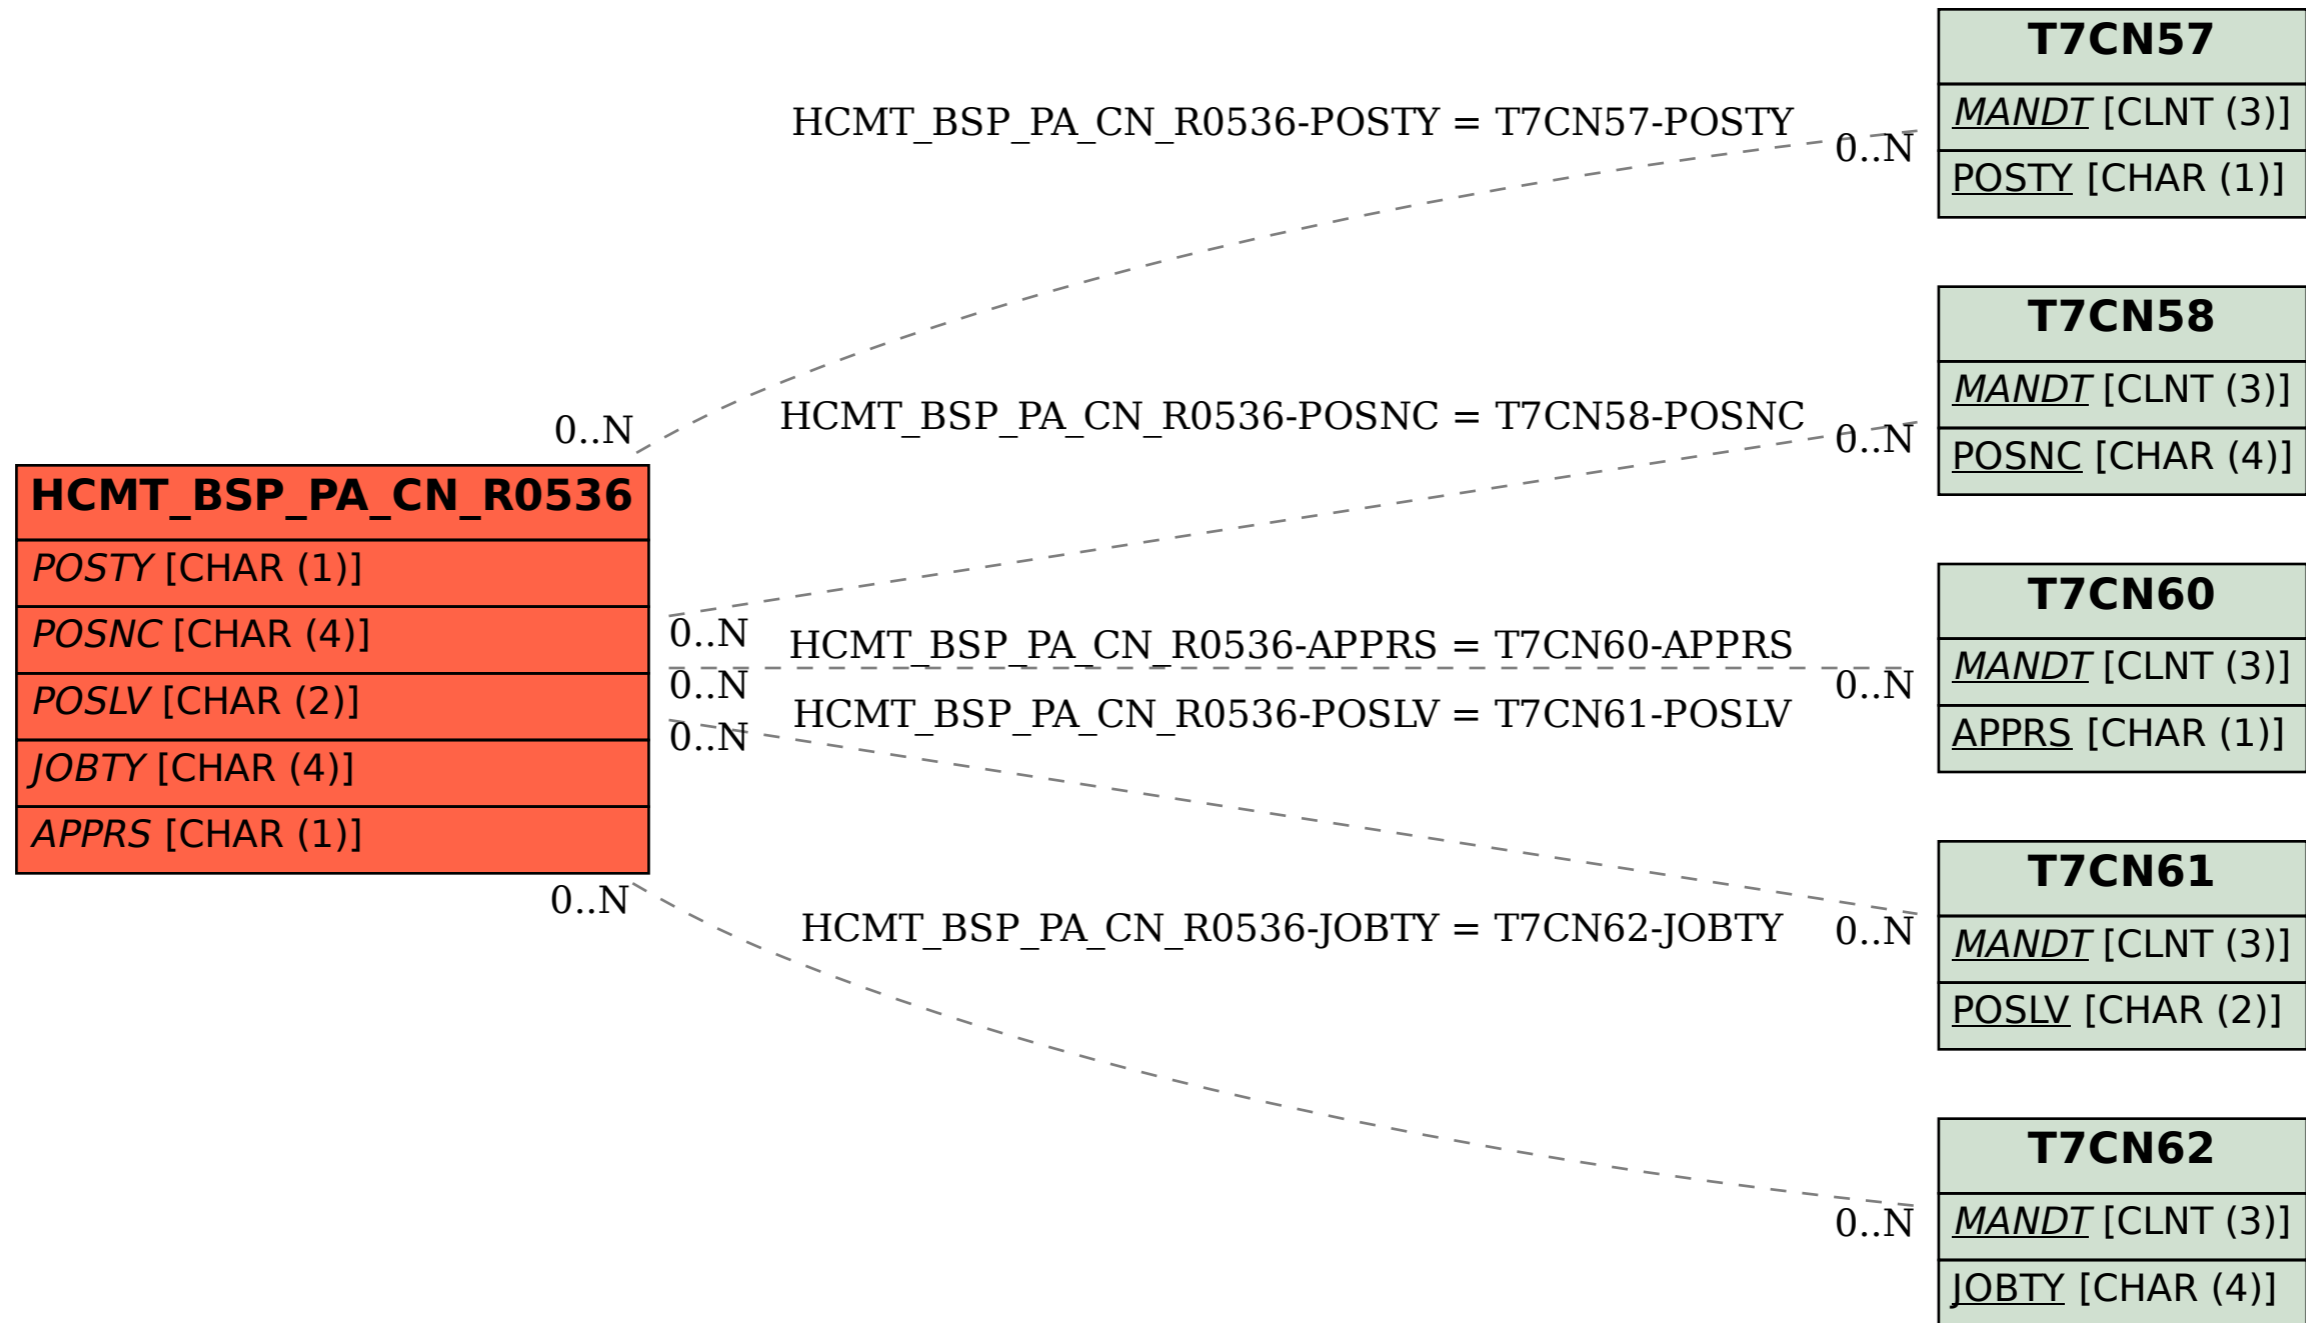 T7CN57
MANDT [CLNT (3)]
POSTY [CHAR (1)]
HCMT_BSP_PA_CN_R0536-POSTY = T7CN57-POSTY
0..N
0..N
T7CN58
MANDT [CLNT (3)]
POSNC [CHAR (4)]
HCMT_BSP_PA_CN_R0536-POSNC = T7CN58-POSNC
0..N
HCMT_BSP_PA_CN_R0536
POSTY [CHAR (1)]
POSNC [CHAR (4)]
POSLV [CHAR (2)]
JOBTY [CHAR (4)]
APPRS [CHAR (1)]
0..N
HCMT_BSP_PA_CN_R0536-APPRS = T7CN60-APPRS
0..N
0..N
T7CN60
MANDT [CLNT (3)]
APPRS [CHAR (1)]
HCMT_BSP_PA_CN_R0536-POSLV = T7CN61-POSLV
0..N
0..N
T7CN61
MANDT [CLNT (3)]
POSLV [CHAR (2)]
0..N
HCMT_BSP_PA_CN_R0536-JOBTY = T7CN62-JOBTY
0..N
T7CN62
MANDT [CLNT (3)]
JOBTY [CHAR (4)]